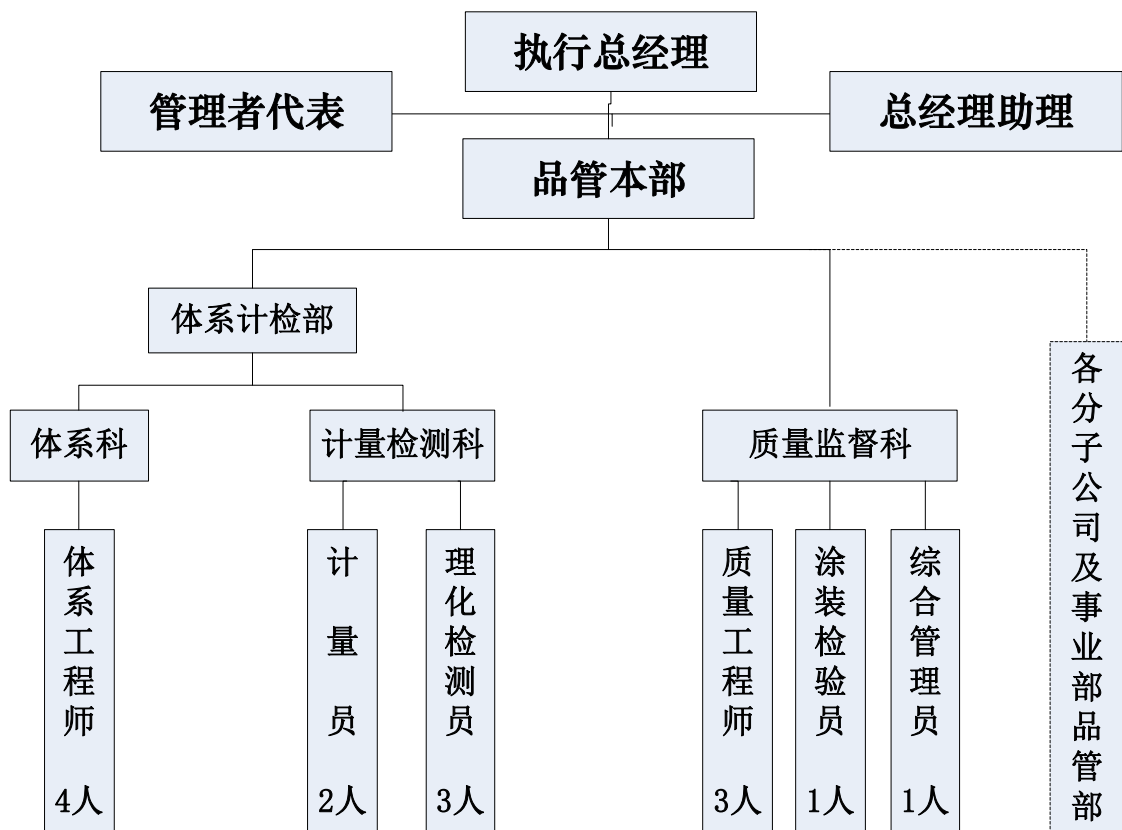 执行总经理
管理者代表
总经理助理
品管本部
体系计检部
体系科
计量检测科
质量监督科
各分子公司及事业部品管部
体系工程师 4人
计量员 2人
理化检测员 3人
质量工程师 3人
涂装检验员 1人
综合管理员 1人